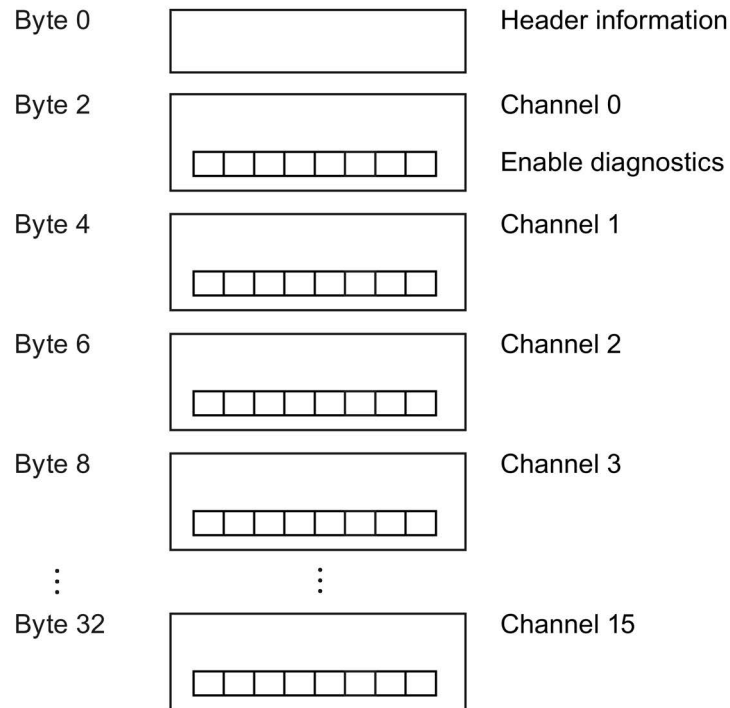 Byte 0 Header information
Byte 2 Channel 0
Enable diagnostics
Byte 4 Channel 1
Byte 6 Channel 2
Byte 8 Channel 3
⋮ ⋮
Byte 32 Channel 15